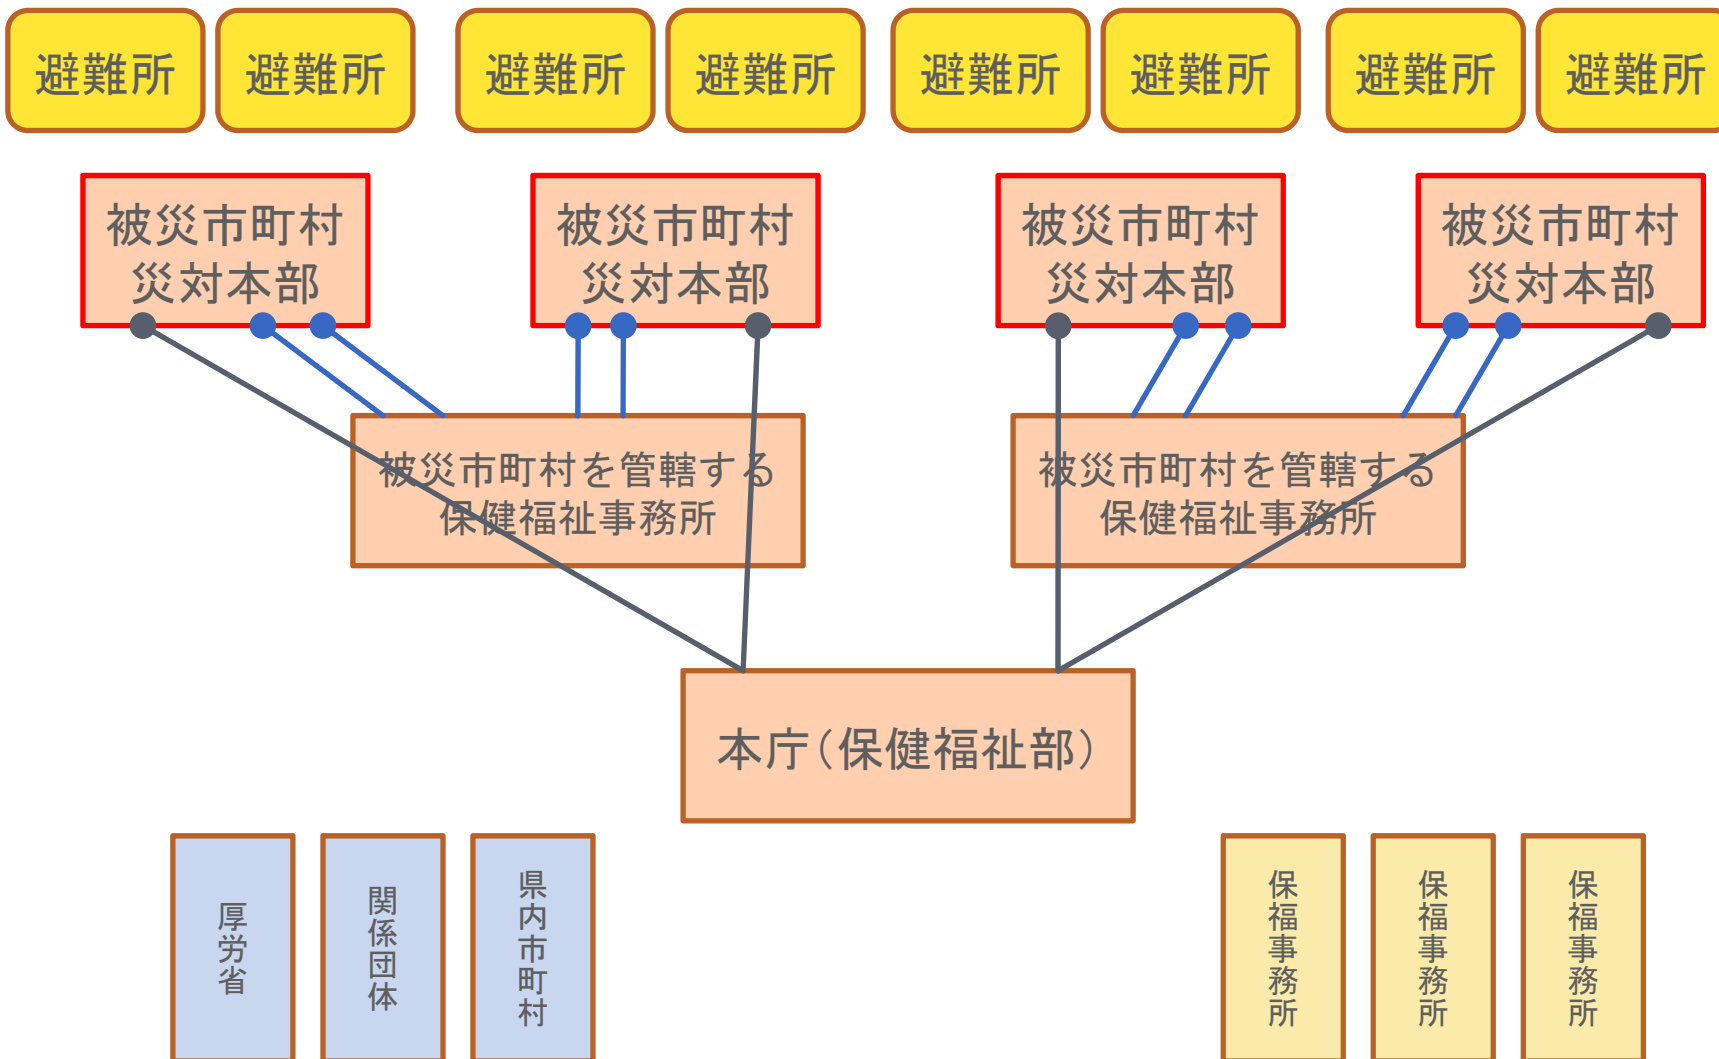 避難所
避難所
避難所
避難所
避難所
避難所
避難所
避難所
被災市町村
災対本部
被災市町村
災対本部
被災市町村
災対本部
被災市町村
災対本部
被災市町村を管轄する
保健福祉事務所
被災市町村を管轄する
保健福祉事務所
本庁（保健福祉部）
厚労省
関係団体
県内市町村
保福事務所
保福事務所
保福事務所